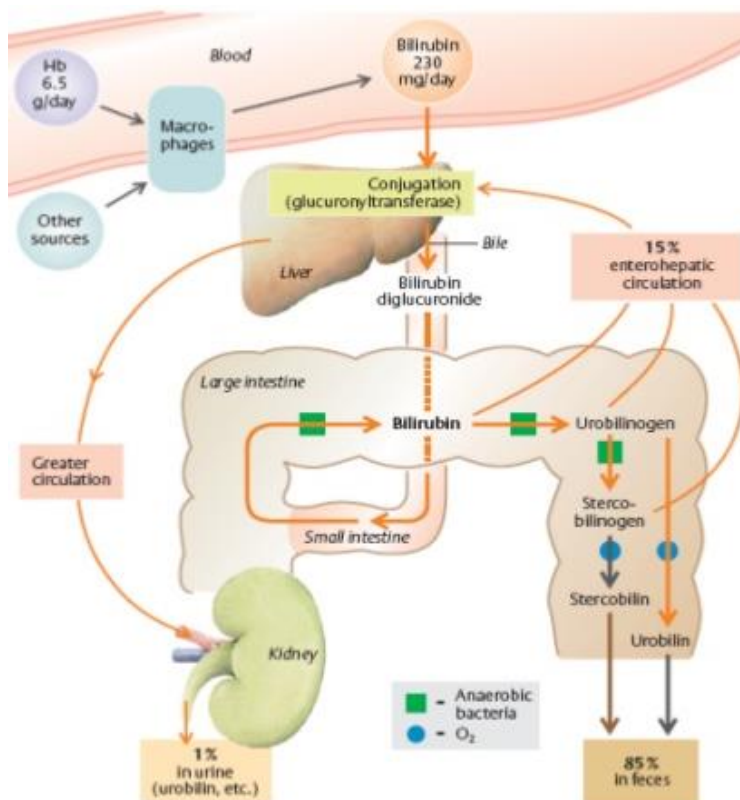 Blood
Hb
6.5
g/day
Bilirubin
230
mg/day
Macro-
phages
Other
sources
Conjugation
(glucuronyltransferase)
15%
enterohepatic
circulation
Bile
Liver
Bilirubin
diglucuronide
Large intestine
Bilirubin
Urobilinogen
Greater
circulation
Sterco-
bilinogen
Small intestine
Stercobilin
Urobilin
Kidney
- Anaerobic
bacteria
- O₂
1%
in urine
(urobilin, etc.)
85%
in feces